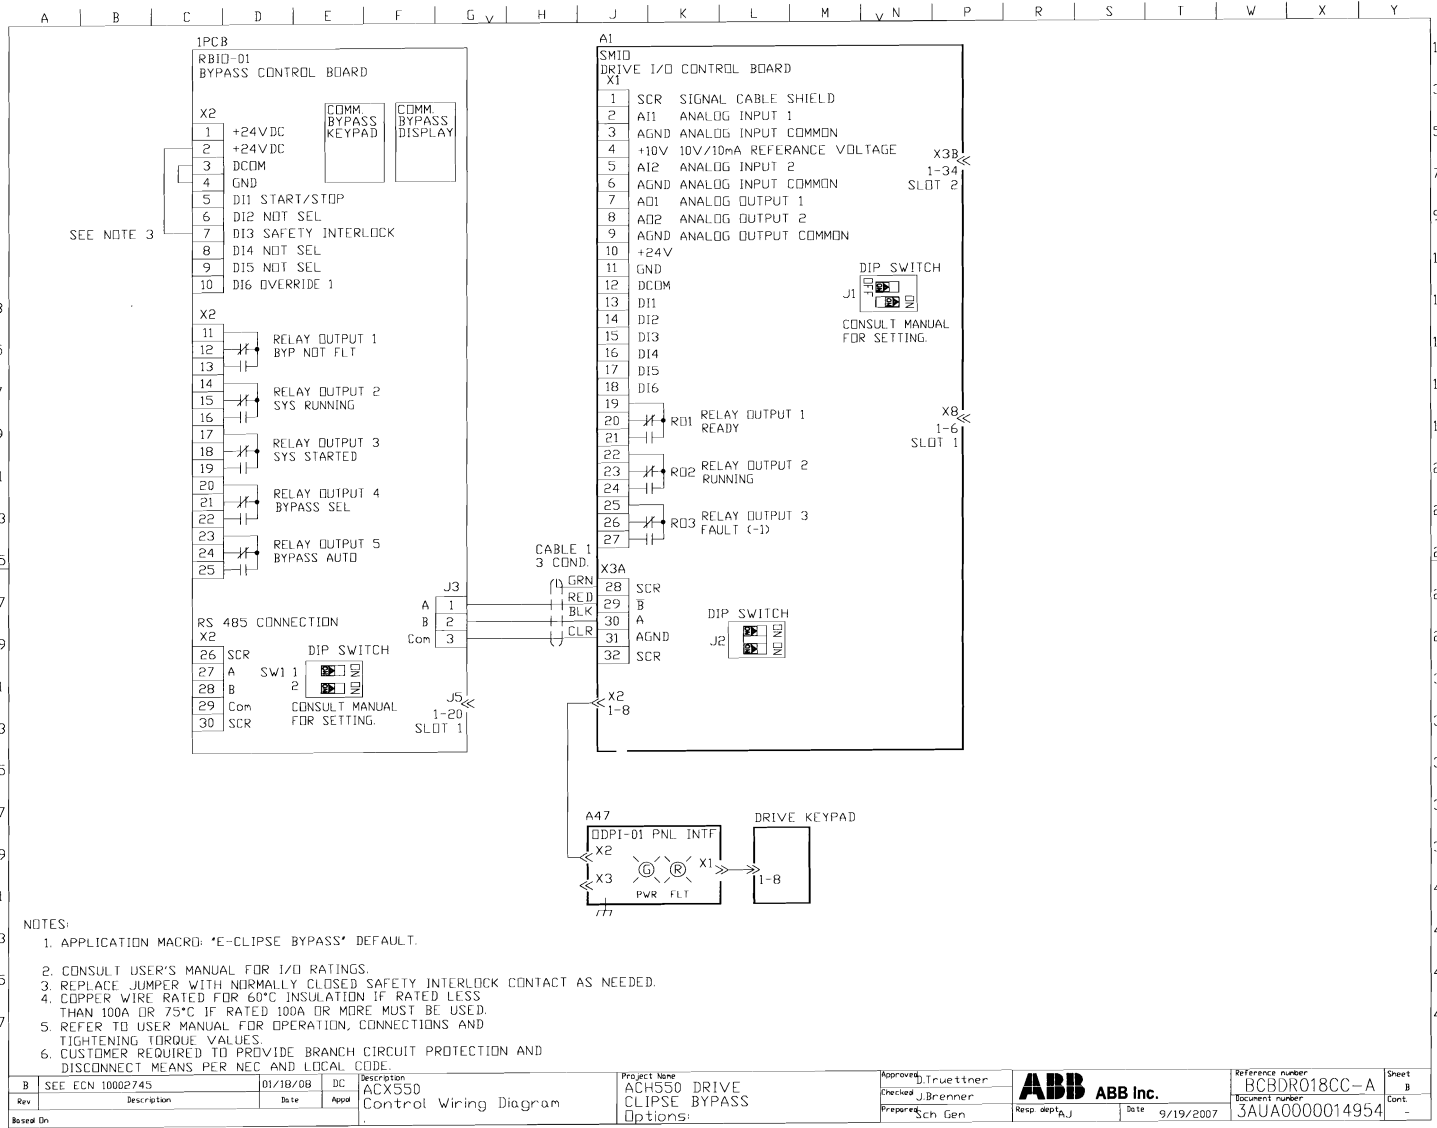 A B C D E F G H J K L M N P R S T U W X Y
1PCB
RBIO-01
BYPASS CONTROL BOARD
COMM. BYPASS KEYPAD
COMM. BYPASS DISPLAY
X2
1 +24VDC
2 +24VDC
3 DCOM
4 GND
5 DI1 START/STOP
6 DI2 NOT SEL
SEE NOTE 3
7 DI3 SAFETY INTERLOCK
8 DI4 NOT SEL
9 DI5 NOT SEL
10 DI6 OVERRIDE 1
X2
11
12
13
RELAY OUTPUT 1
BYP NOT FLT
14
15
16
RELAY OUTPUT 2
SYS RUNNING
17
18
19
RELAY OUTPUT 3
SYS STARTED
20
21
22
RELAY OUTPUT 4
BYPASS SEL
23
24
25
RELAY OUTPUT 5
BYPASS AUTO
J3
A 1
B 2
Com 3
RS 485 CONNECTION
X2
26 SCR
27 A
28 B
29 Com
30 SCR
DIP SWITCH
SW1 1
2
ON
ON
CONSULT MANUAL
FOR SETTING.
J5
1-20
SLOT 1
CABLE 1
3 COND.
GRN
RED
BLK
CLR
A1
SMIO
DRIVE I/O CONTROL BOARD
X1
1 SCR SIGNAL CABLE SHIELD
2 AI1 ANALOG INPUT 1
3 AGND ANALOG INPUT COMMON
4 +10V 10V/10mA REFERANCE VOLTAGE
5 AI2 ANALOG INPUT 2
6 AGND ANALOG INPUT COMMON
7 AO1 ANALOG OUTPUT 1
8 AO2 ANALOG OUTPUT 2
9 AGND ANALOG OUTPUT COMMON
10 +24V
11 GND
12 DCOM
13 DI1
14 DI2
15 DI3
16 DI4
17 DI5
18 DI6
19
20
21
RO1 RELAY OUTPUT 1
READY
22
23
24
RO2 RELAY OUTPUT 2
RUNNING
25
26
27
RO3 RELAY OUTPUT 3
FAULT (-1)
X3A
28 SCR
29 B
30 A
31 AGND
32 SCR
X3B
1-34
SLOT 2
DIP SWITCH
J1
OFF
ON
CONSULT MANUAL
FOR SETTING.
X8
1-6
SLOT 1
DIP SWITCH
J2
ON
ON
X2
1-8
A47
ODPI-01 PNL INTF
X2
X3
G R
X1
PWR FLT
DRIVE KEYPAD
1-8
NOTES:
1. APPLICATION MACRO: "E-CLIPSE BYPASS" DEFAULT.
2. CONSULT USER'S MANUAL FOR I/O RATINGS.
3. REPLACE JUMPER WITH NORMALLY CLOSED SAFETY INTERLOCK CONTACT AS NEEDED.
4. COPPER WIRE RATED FOR 60°C INSULATION IF RATED LESS
THAN 100A OR 75°C IF RATED 100A OR MORE MUST BE USED.
5. REFER TO USER MANUAL FOR OPERATION, CONNECTIONS AND
TIGHTENING TORQUE VALUES.
6. CUSTOMER REQUIRED TO PROVIDE BRANCH CIRCUIT PROTECTION AND
DISCONNECT MEANS PER NEC AND LOCAL CODE.
B SEE ECN 10002745 01/18/08 DC
Rev Description Date Appd
Based On
Description
ACX550
Control Wiring Diagram
Project Name
ACH550 DRIVE
CLIPSE BYPASS
Options:
Approved D.Truettner
Checked J.Brenner
Prepared Sch Gen
ABB ABB Inc.
Resp. dept. AJ
Date 9/19/2007
Reference number
BCBDR018CC-A
Document number
3AUA0000014954
Sheet
B
Cont.
-